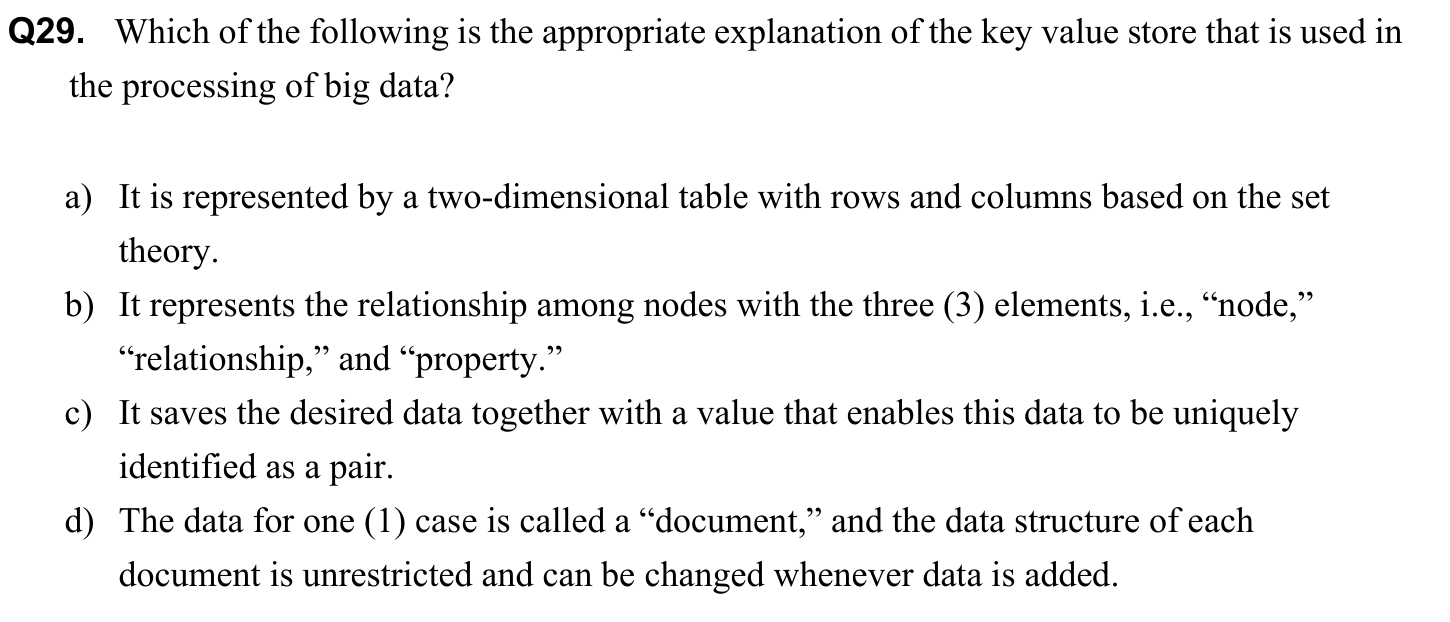 Q29. Which of the following is the appropriate explanation of the key value store that is used in
the processing of big data?
a) It is represented by a two-dimensional table with rows and columns based on the set
theory.
b) It represents the relationship among nodes with the three (3) elements, i.e., “node,”
“relationship,” and “property.”
c) It saves the desired data together with a value that enables this data to be uniquely
identified as a pair.
d) The data for one (1) case is called a “document,” and the data structure of each
document is unrestricted and can be changed whenever data is added.